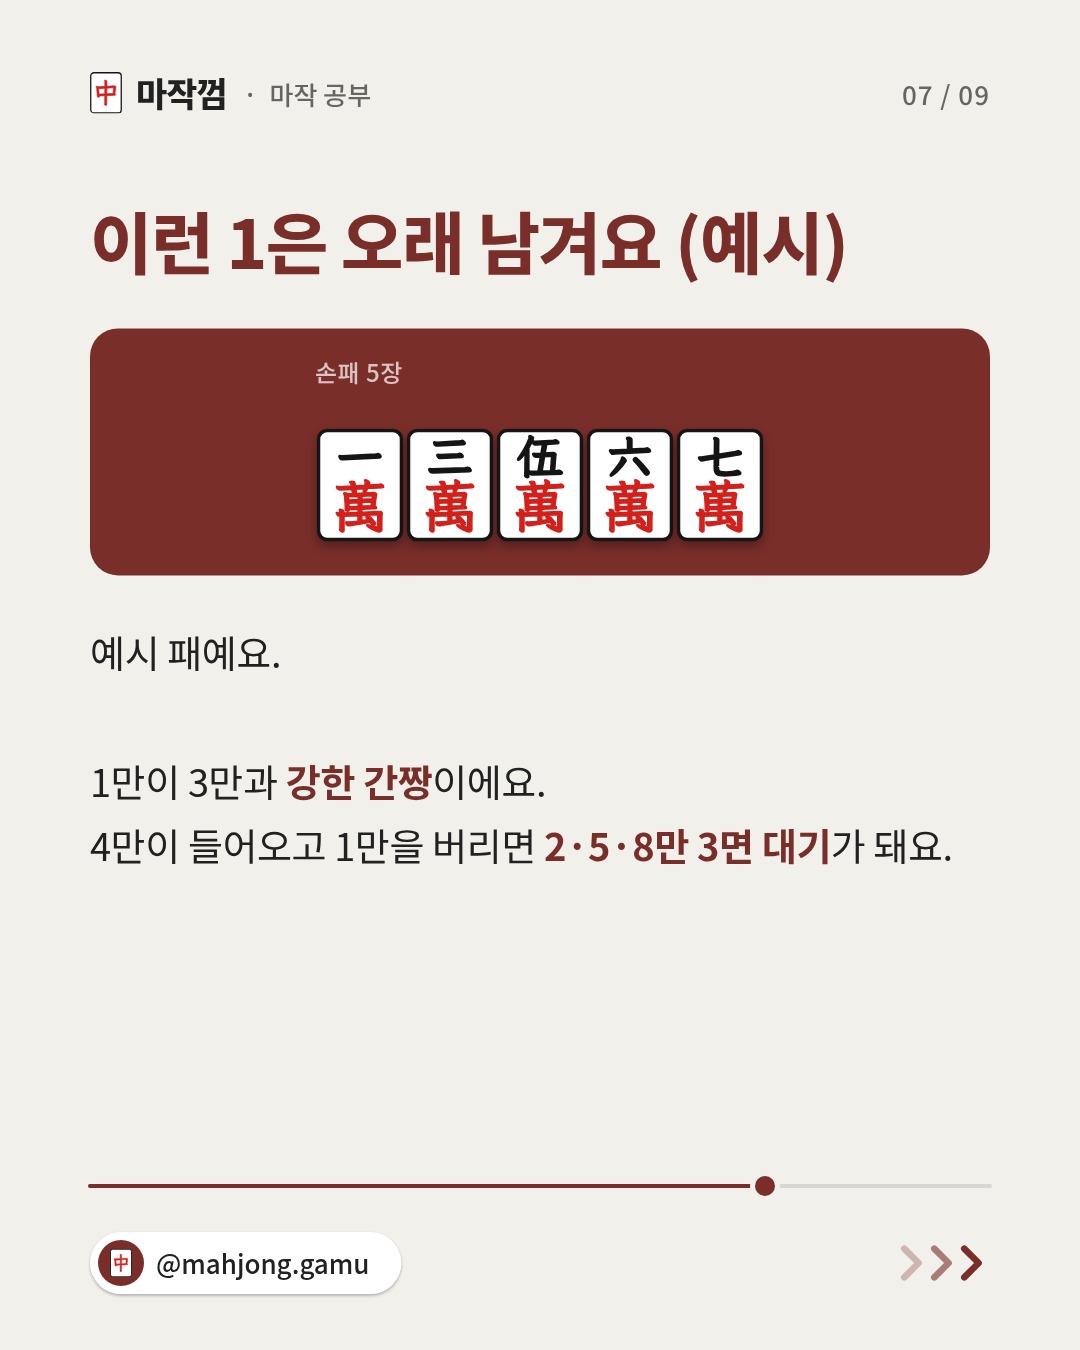 中 마작껌 · 마작 공부
07 / 09
이런 1은 오래 남겨요 (예시)
손패 5장
一萬 三萬 伍萬 六萬 七萬
예시 패예요.
1만이 3만과 강한 간짱이에요.
4만이 들어오고 1만을 버리면 2·5·8만 3면 대기가 돼요.
中 @mahjong.gamu